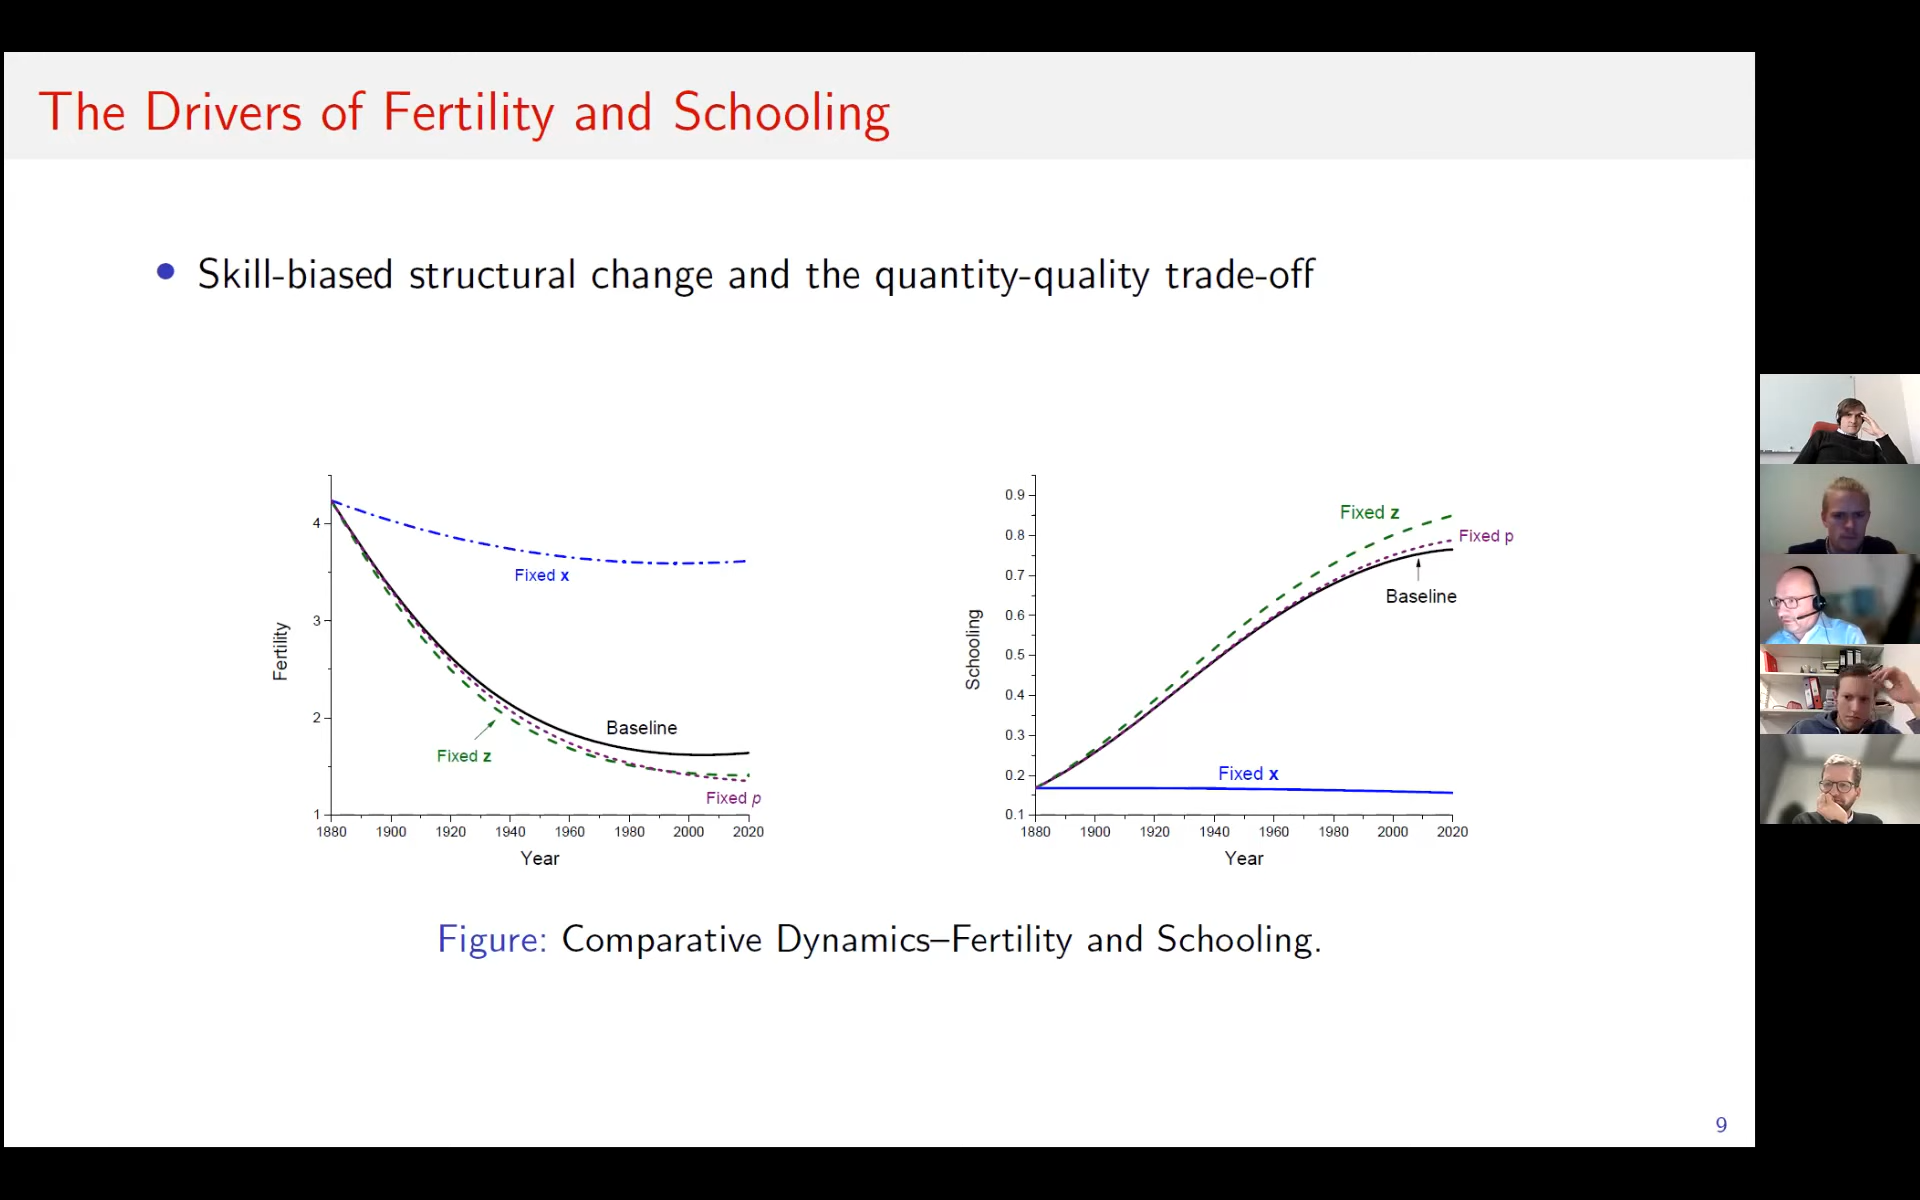 The Drivers of Fertility and Schooling
• Skill-biased structural change and the quantity-quality trade-off
4
3
2
1
Fertility
Fixed x
Baseline
Fixed z
Fixed p
1880 1900 1920 1940 1960 1980 2000 2020
Year
0.9
0.8
0.7
0.6
0.5
0.4
0.3
0.2
0.1
Schooling
Fixed z
Fixed p
Baseline
Fixed x
1880 1900 1920 1940 1960 1980 2000 2020
Year
Figure: Comparative Dynamics–Fertility and Schooling.
9